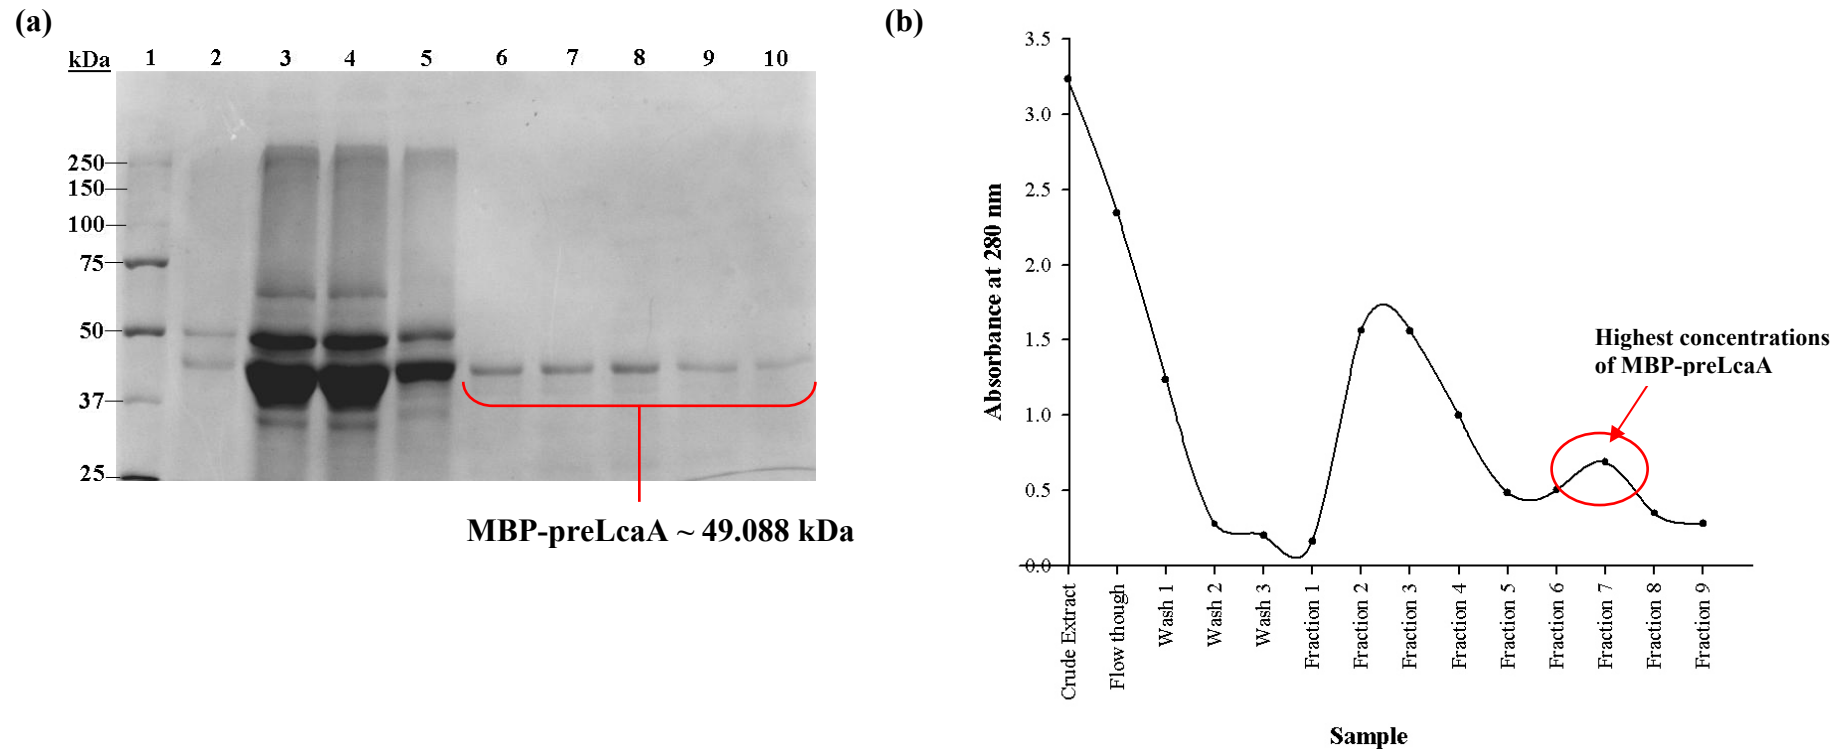 (a)
kDa 1 2 3 4 5 6 7 8 9 10
250
150
100
75
50
37
25
MBP-preLcaA ~ 49.088 kDa
(b)
Absorbance at 280 nm
3.5
3.0
2.5
2.0
1.5
1.0
0.5
0.0
Highest concentrations
of MBP-preLcaA
Crude Extract
Flow though
Wash 1
Wash 2
Wash 3
Fraction 1
Fraction 2
Fraction 3
Fraction 4
Fraction 5
Fraction 6
Fraction 7
Fraction 8
Fraction 9
Sample